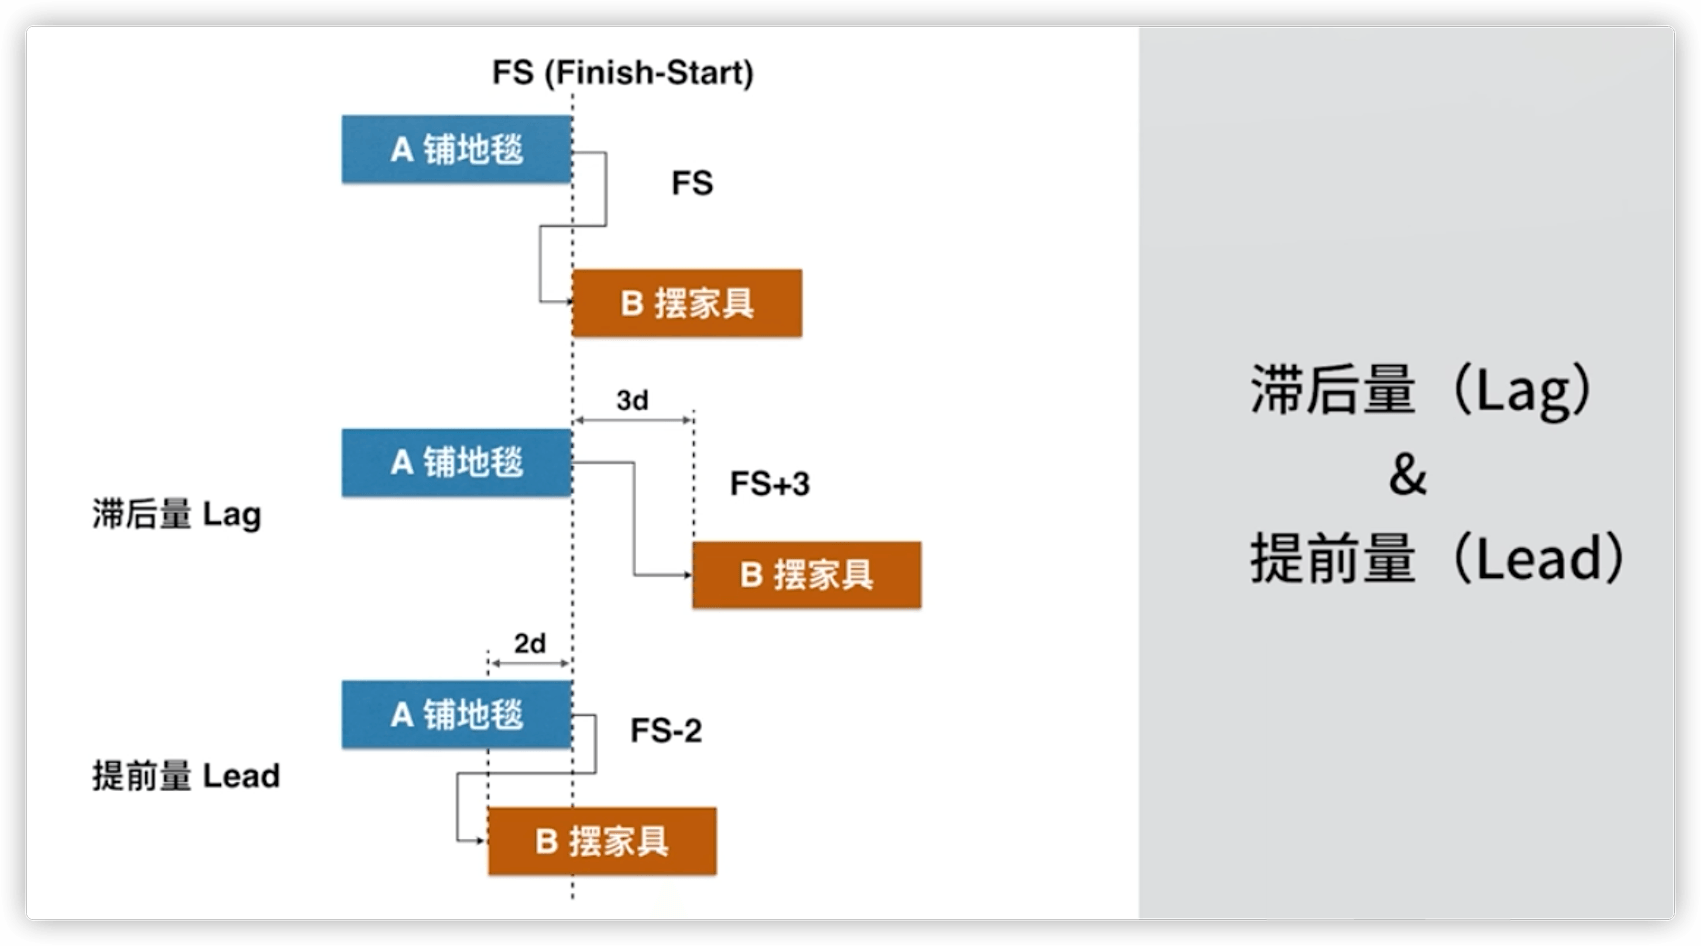 FS (Finish-Start)
A 铺地毯
FS
B 摆家具
3d
A 铺地毯
FS+3
滞后量 Lag
B 摆家具
2d
A 铺地毯
FS-2
提前量 Lead
B 摆家具
滞后量（Lag）
&
提前量（Lead）